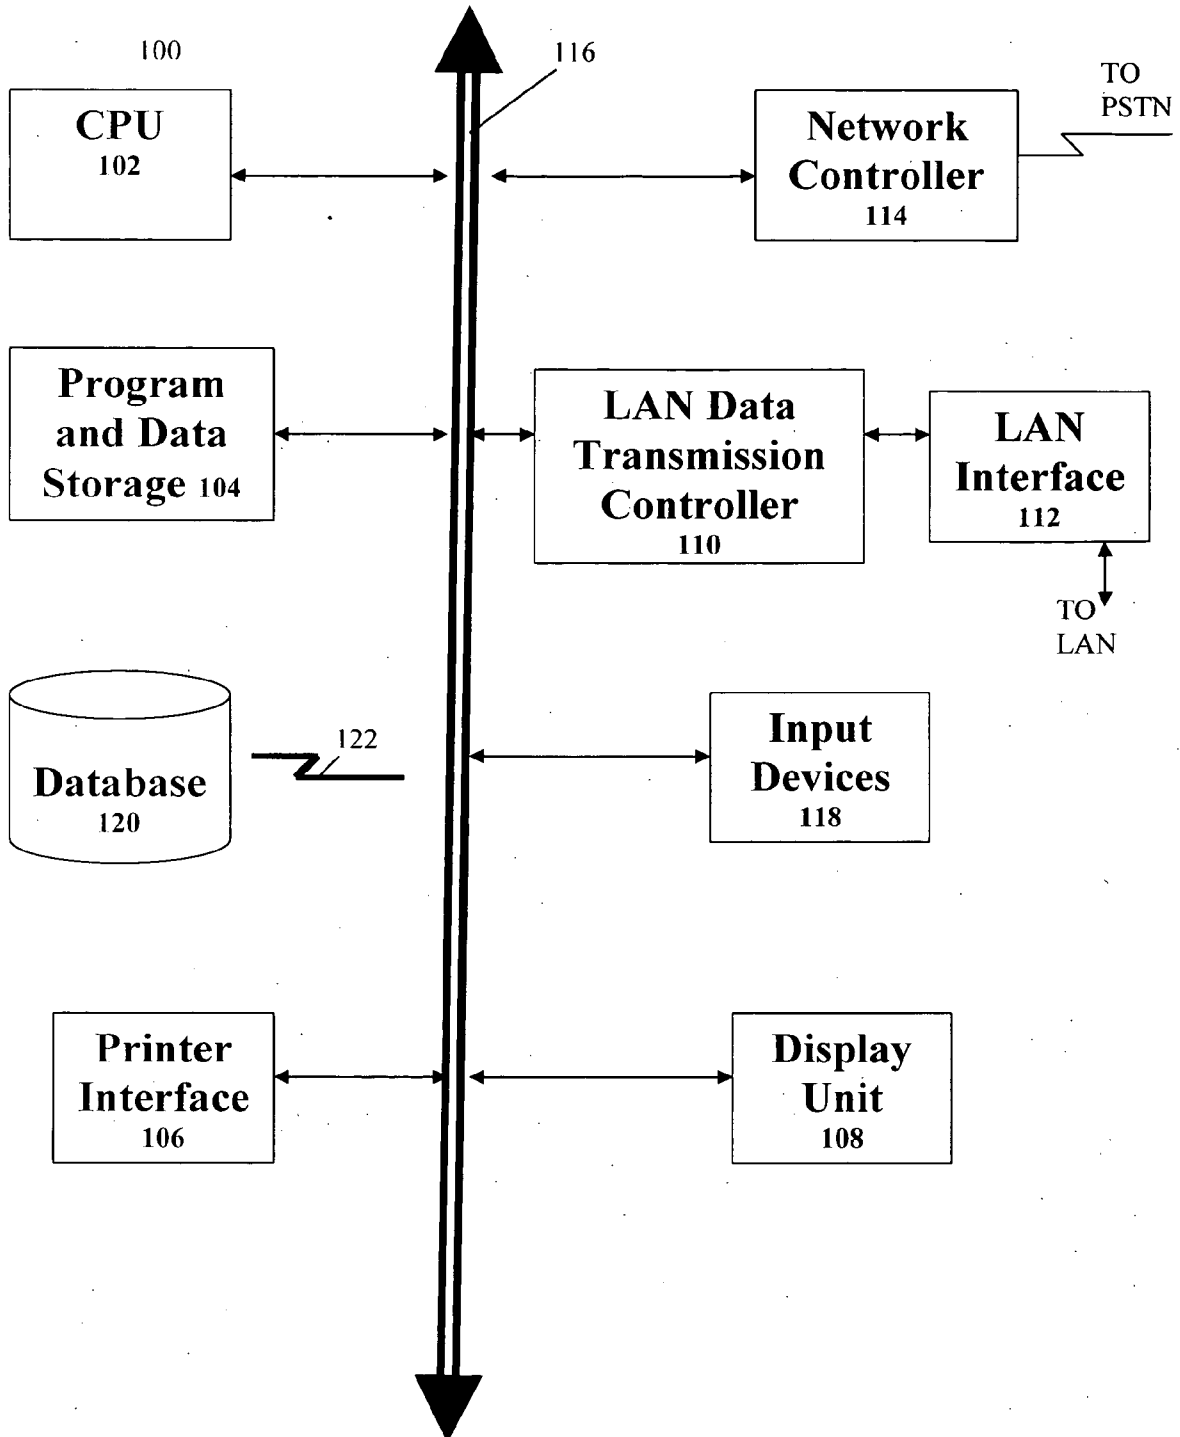 100
116
TO
PSTN
CPU
102
Network
Controller
114
Program
and Data
Storage 104
LAN Data
Transmission
Controller
110
LAN
Interface
112
TO
LAN
Database
120
122
Input
Devices
118
Printer
Interface
106
Display
Unit
108